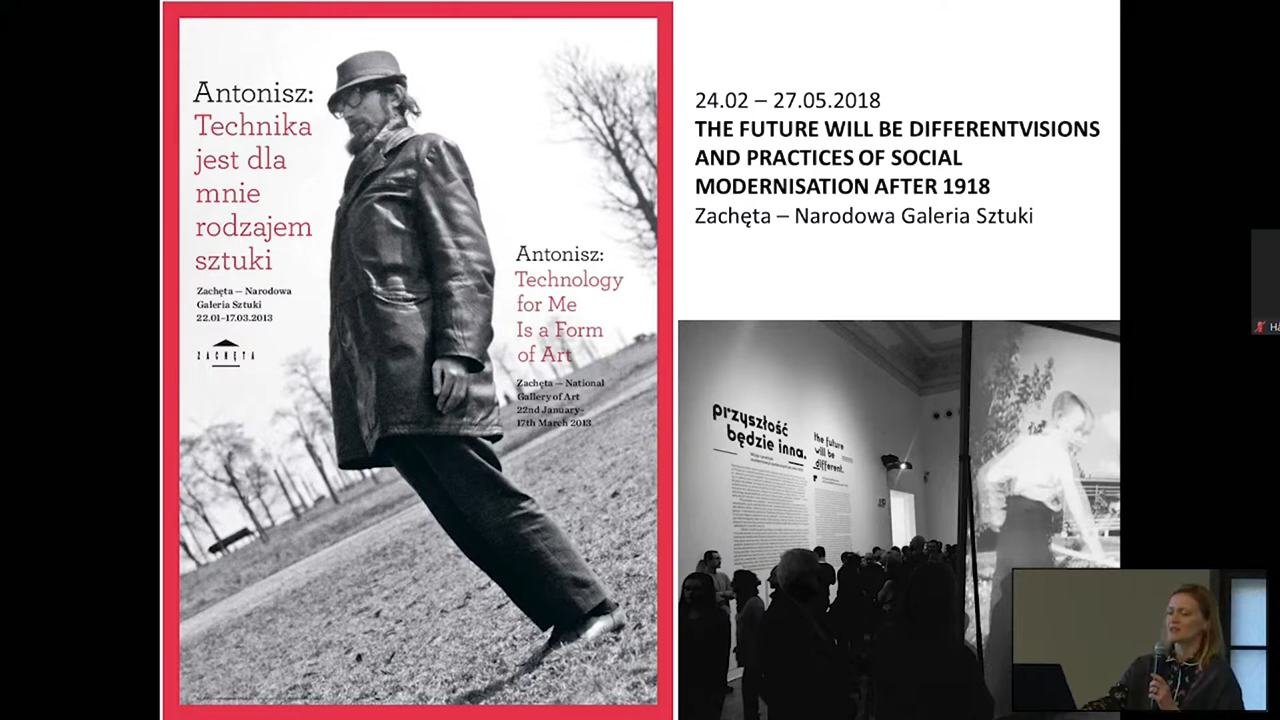 Antonisz:
Technika
jest dla
mnie
rodzajem
sztuki
Zachęta — Narodowa
Galeria Sztuki
22.01–17.03.2013
ZACHĘTA
Antonisz:
Technology
for Me
Is a Form
of Art
Zachęta — National
Gallery of Art
22nd January–
17th March 2013
24.02 – 27.05.2018
THE FUTURE WILL BE DIFFERENTVISIONS
AND PRACTICES OF SOCIAL
MODERNISATION AFTER 1918
Zachęta – Narodowa Galeria Sztuki
przyszłość
będzie inna.
the future
will be
different.